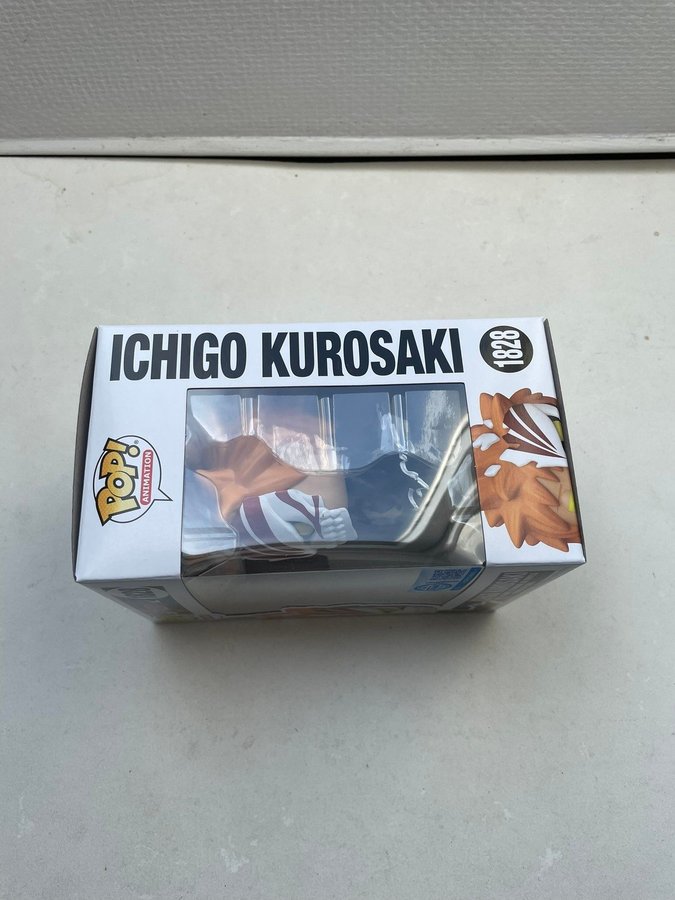 ICHIGO KUROSAKI
1828
POP!
ANIMATION